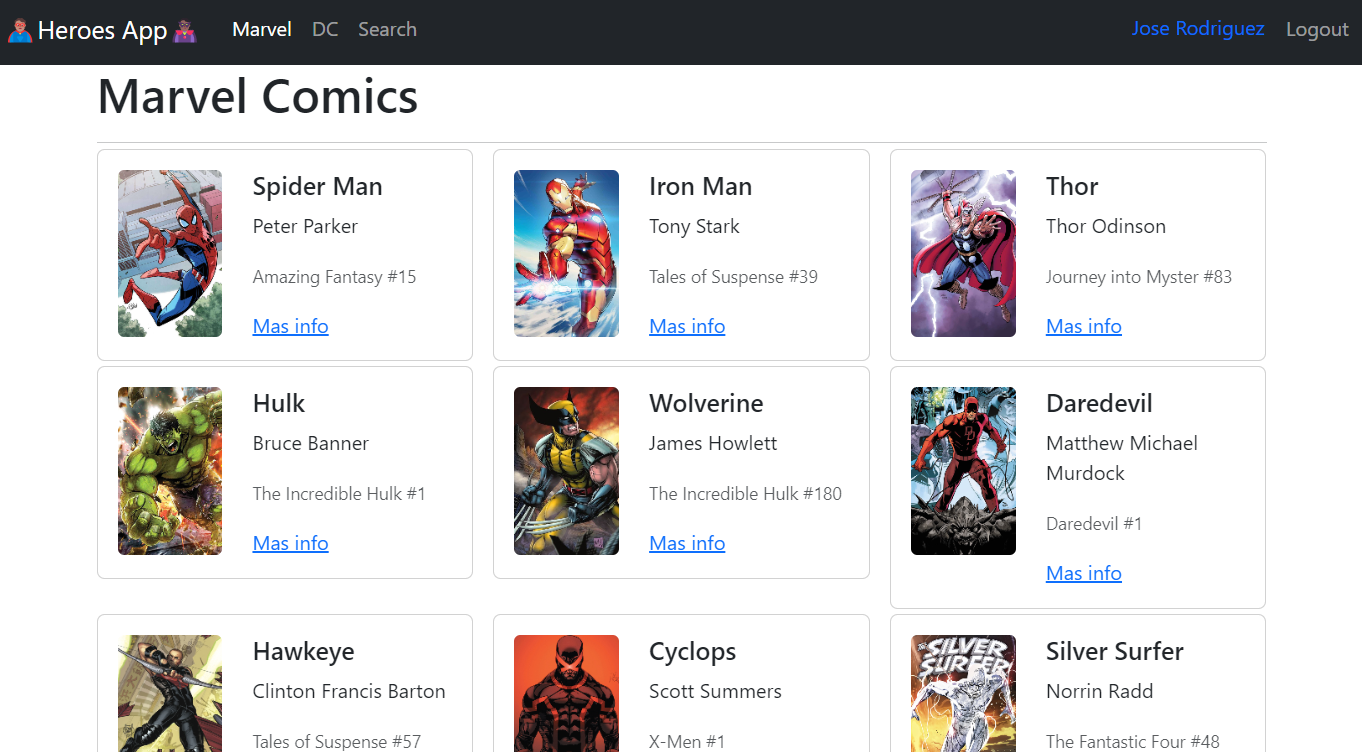 Heroes App
Marvel
DC
Search
Jose Rodriguez
Logout
Marvel Comics
Spider Man
Peter Parker
Amazing Fantasy #15
Mas info
Iron Man
Tony Stark
Tales of Suspense #39
Mas info
Thor
Thor Odinson
Journey into Myster #83
Mas info
Hulk
Bruce Banner
The Incredible Hulk #1
Mas info
Wolverine
James Howlett
The Incredible Hulk #180
Mas info
Daredevil
Matthew Michael
Murdock
Daredevil #1
Mas info
Hawkeye
Clinton Francis Barton
Tales of Suspense #57
Cyclops
Scott Summers
X-Men #1
SILVER
SURFER
Silver Surfer
Norrin Radd
The Fantastic Four #48